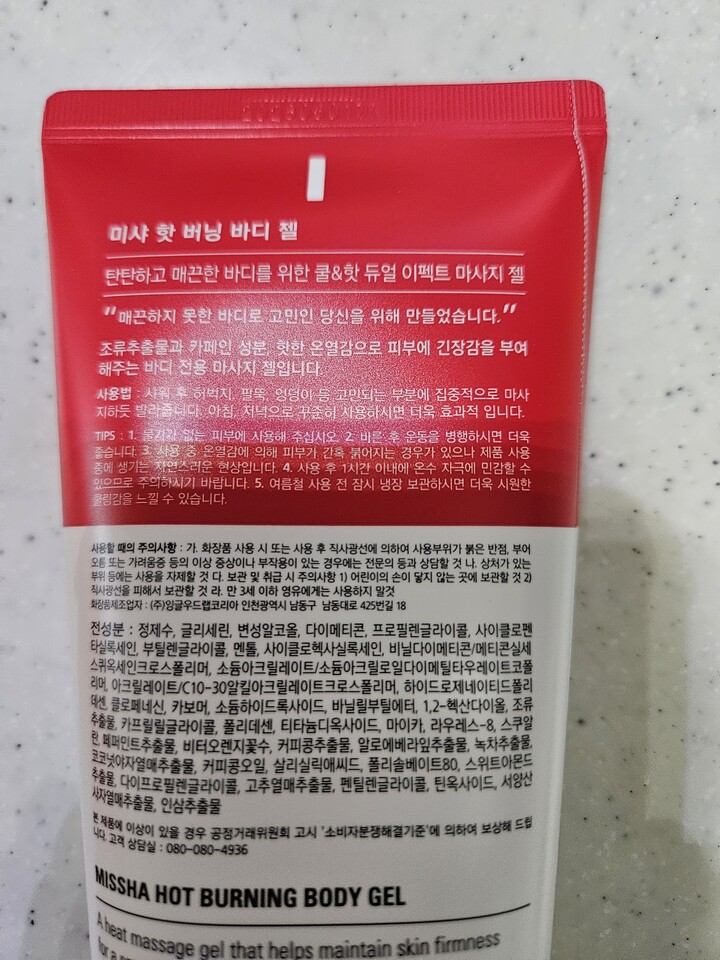 미샤 핫 버닝 바디 젤
탄탄하고 매끈한 바디를 위한 쿨&핫 듀얼 이펙트 마사지 젤
"매끈하지 못한 바디로 고민인 당신을 위해 만들었습니다."
조류추출물과 카페인 성분, 핫한 온열감으로 피부에 긴장감을 부여
해주는 바디 전용 마사지 젤입니다.
사용법 : 샤워 후 허벅지, 팔뚝, 엉덩이 등 고민되는 부분에 집중적으로 마사
지하듯 발라줍니다. 아침, 저녁으로 꾸준히 사용하시면 더욱 효과적 입니다.
TIPS : 1. 물기가 없는 피부에 사용해 주십시오. 2. 바른 후 운동을 병행하시면 더욱
좋습니다. 3. 사용 중 온열감에 의해 피부가 간혹 붉어지는 경우가 있으나 제품 사용
중에 생기는 자연스러운 현상입니다. 4. 사용 후 1시간 이내에 온수 자극에 민감할 수
있으므로 주의하시기 바랍니다. 5. 여름철 사용 전 잠시 냉장 보관하시면 더욱 시원한
쿨링감을 느낄 수 있습니다.
사용할 때의 주의사항 : 가. 화장품 사용 시 또는 사용 후 직사광선에 의하여 사용부위가 붉은 반점, 부어
오름 또는 가려움증 등의 이상 증상이나 부작용이 있는 경우에는 전문의 등과 상담할 것 나. 상처가 있는
부위 등에는 사용을 자제할 것 다. 보관 및 취급 시 주의사항 1) 어린이의 손이 닿지 않는 곳에 보관할 것 2)
직사광선을 피해서 보관할 것 라. 만 3세 이하 영유아에게는 사용하지 말것
화장품제조업자 : (주)잉글우드랩코리아 인천광역시 남동구 남동대로 425번길 18
전성분 : 정제수, 글리세린, 변성알코올, 다이메티콘, 프로필렌글라이콜, 사이클로펜
타실록세인, 부틸렌글라이콜, 멘톨, 사이클로헥사실록세인, 비닐다이메티콘/메티콘실세
스퀴옥세인크로스폴리머, 소듐아크릴레이트/소듐아크릴로일다이메틸타우레이트코폴
리머, 아크릴레이트/C10-30알킬아크릴레이트크로스폴리머, 하이드로제네이티드폴리
데센, 클로페네신, 카보머, 소듐하이드록사이드, 바닐릴부틸에터, 1,2-헥산다이올, 조류
추출물, 카프릴릴글라이콜, 폴리데센, 티타늄디옥사이드, 마이카, 라우레스-8, 스쿠알
란, 페퍼민트추출물, 비터오렌지꽃수, 커피콩추출물, 알로에베라잎추출물, 녹차추출물,
코코넛야자열매추출물, 커피콩오일, 살리실릭애씨드, 폴리솔베이트80, 스위트아몬드
추출물, 다이프로필렌글라이콜, 고추열매추출물, 펜틸렌글라이콜, 틴옥사이드, 서양산
사자열매추출물, 인삼추출물
본 제품에 이상이 있을 경우 공정거래위원회 고시 '소비자분쟁해결기준'에 의하여 보상해 드립
니다. 고객 상담실 : 080-080-4936
MISSHA HOT BURNING BODY GEL
A heat massage gel that helps maintain skin firmness
for a